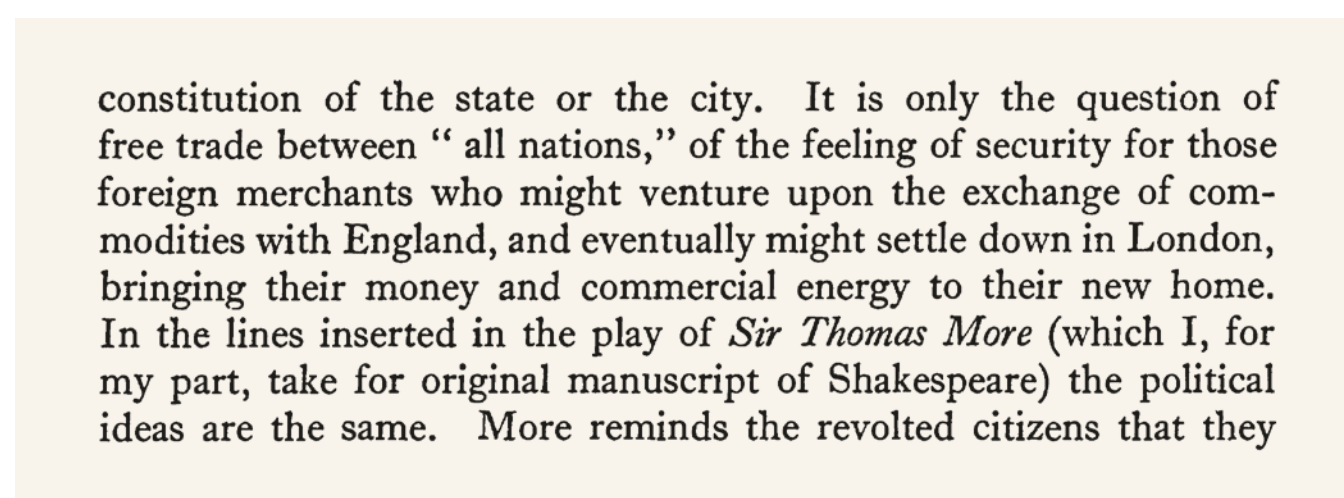 constitution of the state or the city. It is only the question of
free trade between “ all nations,” of the feeling of security for those
foreign merchants who might venture upon the exchange of com-
modities with England, and eventually might settle down in London,
bringing their money and commercial energy to their new home.
In the lines inserted in the play of Sir Thomas More (which I, for
my part, take for original manuscript of Shakespeare) the political
ideas are the same. More reminds the revolted citizens that they